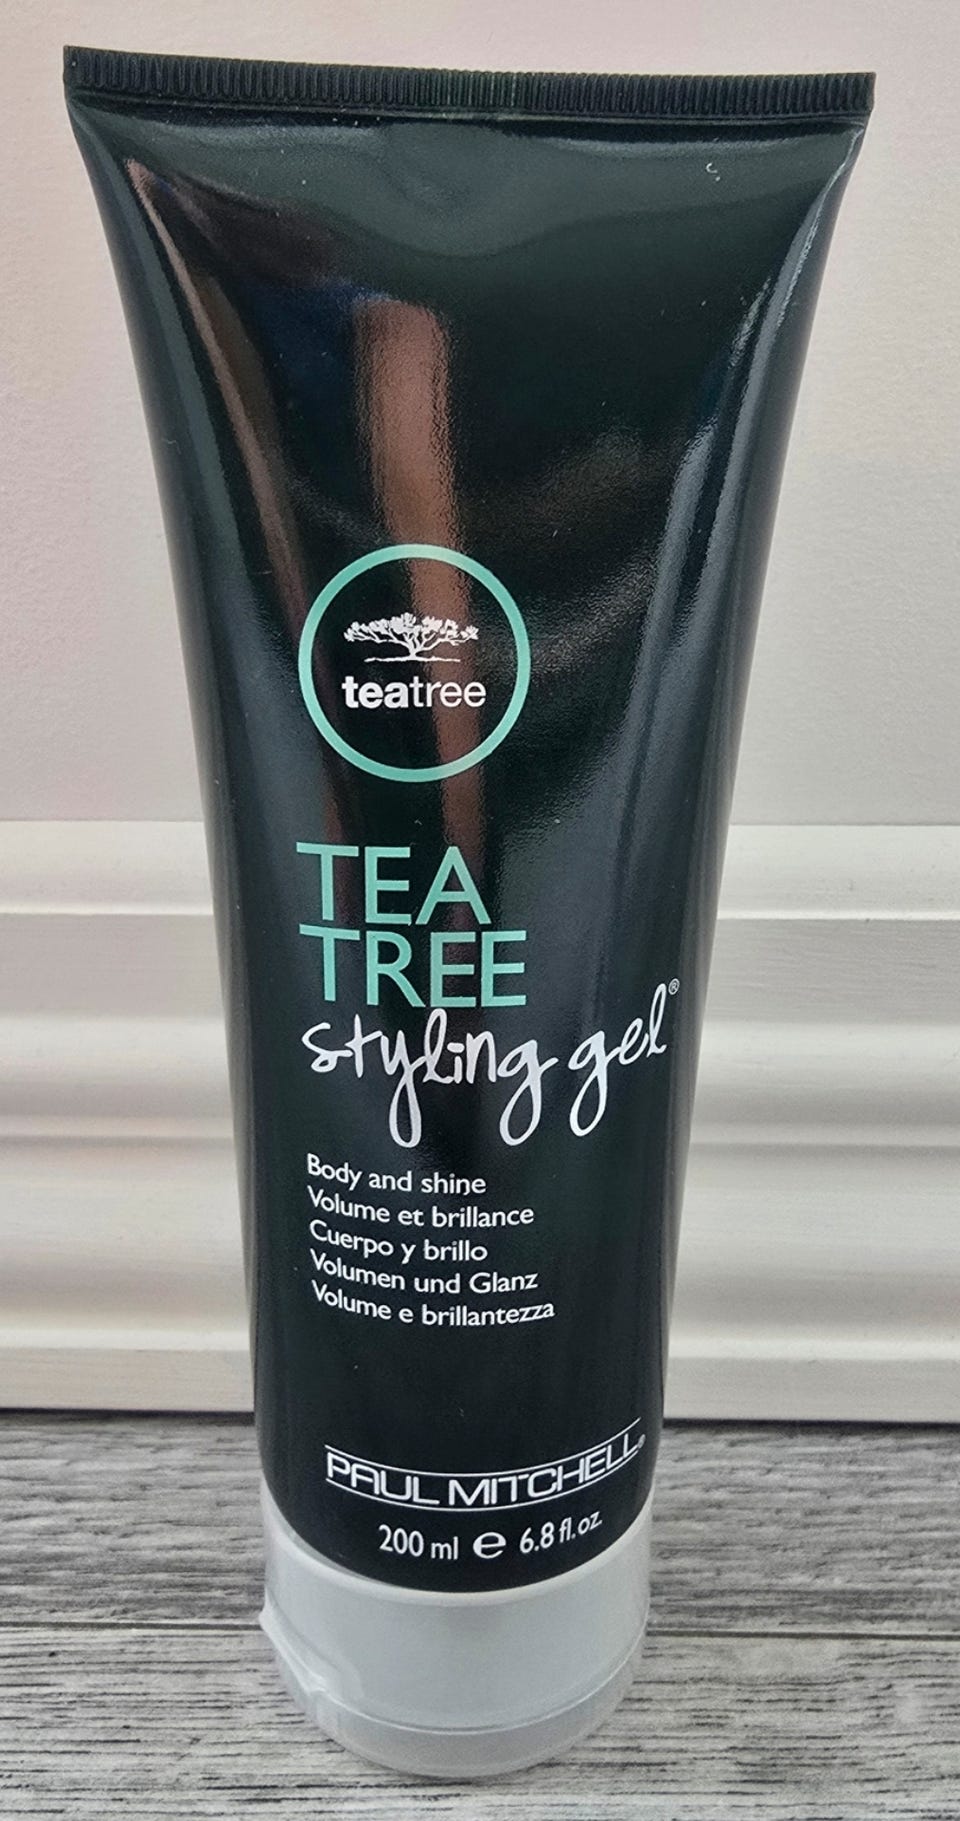 teatree
TEA
TREE
styling gel®
Body and shine
Volume et brillance
Cuerpo y brillo
Volumen und Glanz
Volume e brillantezza
PAUL MITCHELL®
200 ml ℮ 6.8 fl. oz.